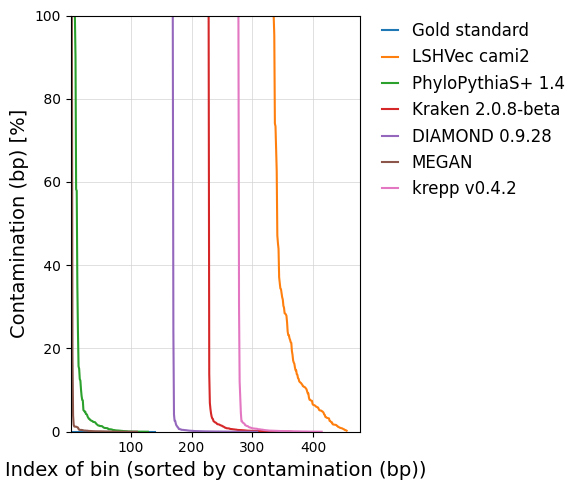 100
80
60
40
20
0
100
200
300
400
Contamination (bp) [%]
Index of bin (sorted by contamination (bp))
Gold standard
LSHVec cami2
PhyloPythiaS+ 1.4
Kraken 2.0.8-beta
DIAMOND 0.9.28
MEGAN
krepp v0.4.2